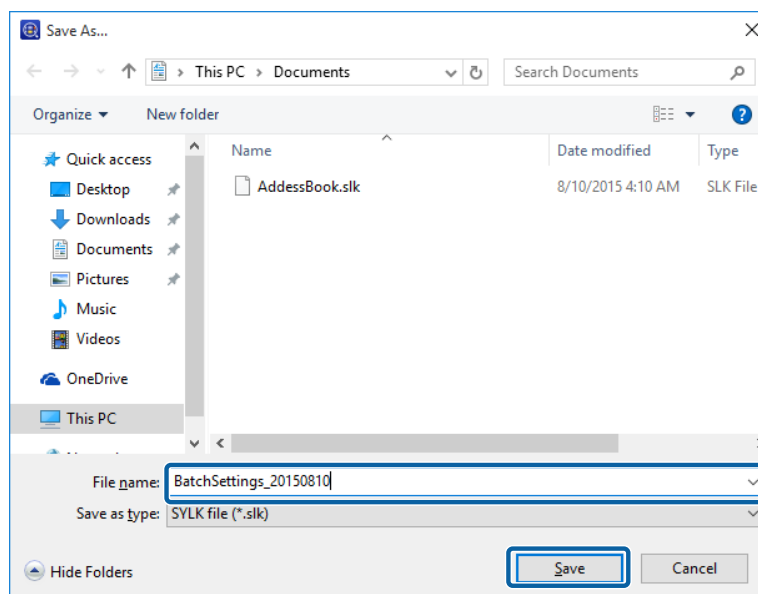 Save As...
This PC > Documents
Search Documents
Organize
New folder
Name
Date modified
Type
Quick access
Desktop
Downloads
Documents
Pictures
Music
Videos
OneDrive
This PC
AddessBook.slk
8/10/2015 4:10 AM
SLK File
File name:
BatchSettings_20150810
Save as type:
SYLK file (*.slk)
Hide Folders
Save
Cancel